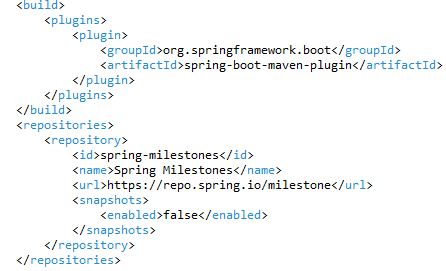 <build>
    <plugins>
        <plugin>
            <groupId>org.springframework.boot</groupId>
            <artifactId>spring-boot-maven-plugin</artifactId>
        </plugin>
    </plugins>
</build>
<repositories>
    <repository>
        <id>spring-milestones</id>
        <name>Spring Milestones</name>
        <url>https://repo.spring.io/milestone</url>
        <snapshots>
            <enabled>false</enabled>
        </snapshots>
    </repository>
</repositories>